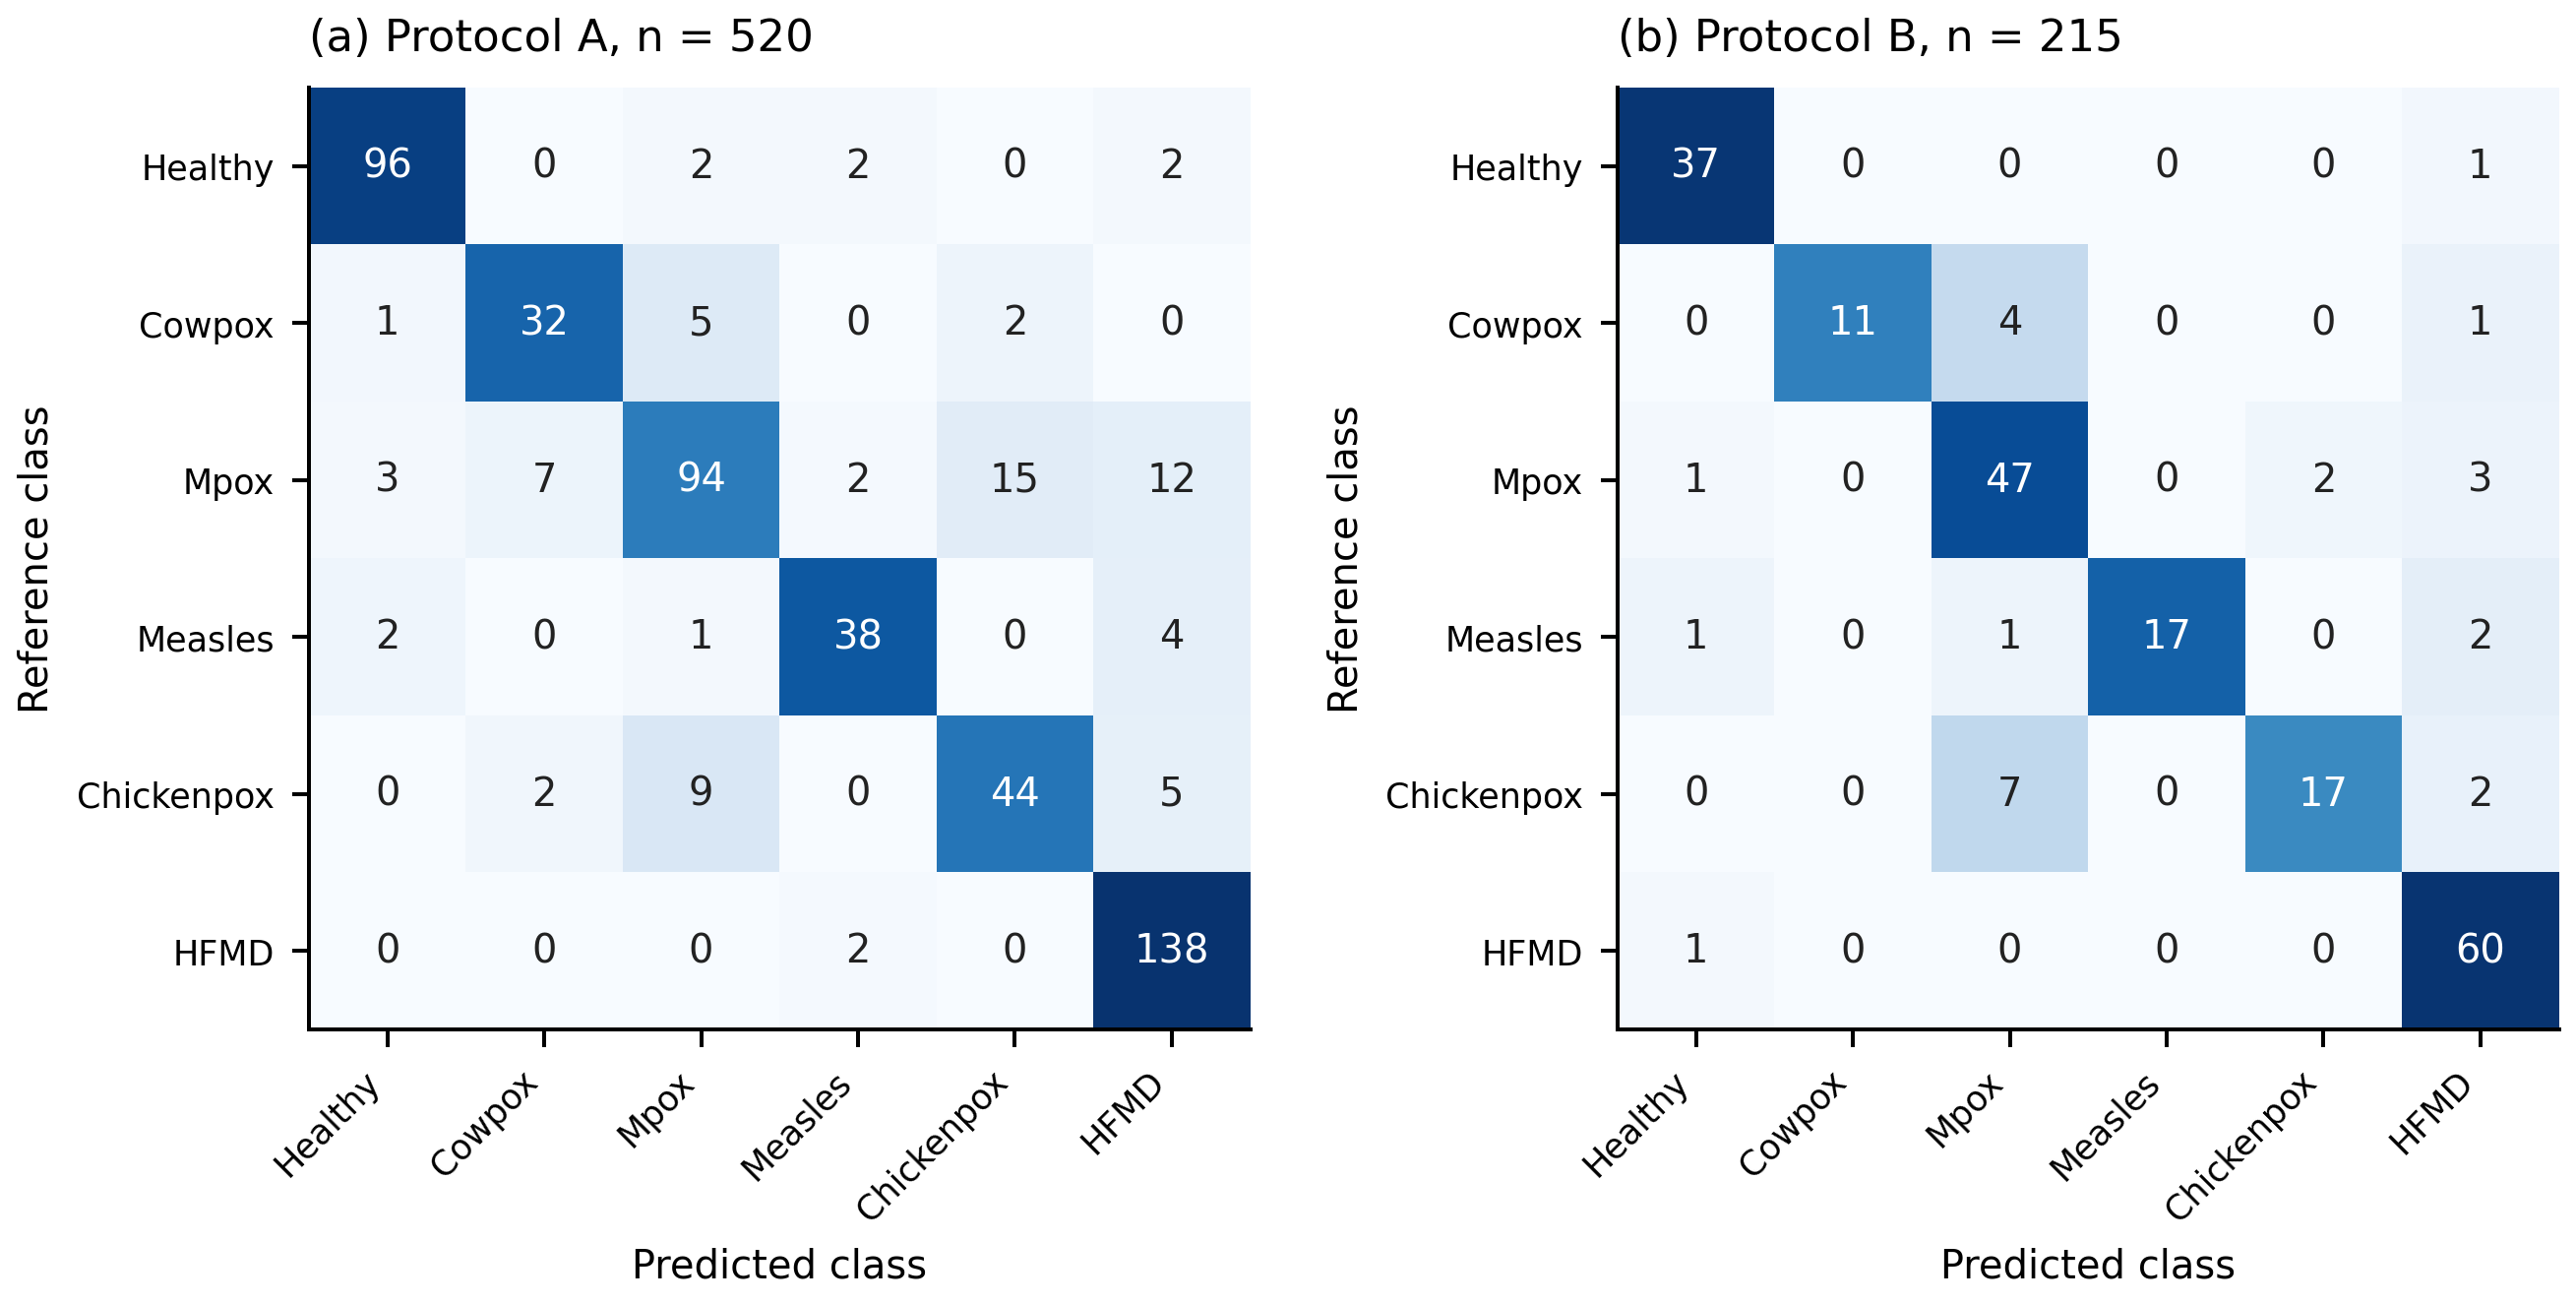 (a) Protocol A, n = 520
Reference class
Healthy 96 0 2 2 0 2
Cowpox 1 32 5 0 2 0
Mpox 3 7 94 2 15 12
Measles 2 0 1 38 0 4
Chickenpox 0 2 9 0 44 5
HFMD 0 0 0 2 0 138
Healthy Cowpox Mpox Measles Chickenpox HFMD
Predicted class
(b) Protocol B, n = 215
Reference class
Healthy 37 0 0 0 0 1
Cowpox 0 11 4 0 0 1
Mpox 1 0 47 0 2 3
Measles 1 0 1 17 0 2
Chickenpox 0 0 7 0 17 2
HFMD 1 0 0 0 0 60
Healthy Cowpox Mpox Measles Chickenpox HFMD
Predicted class